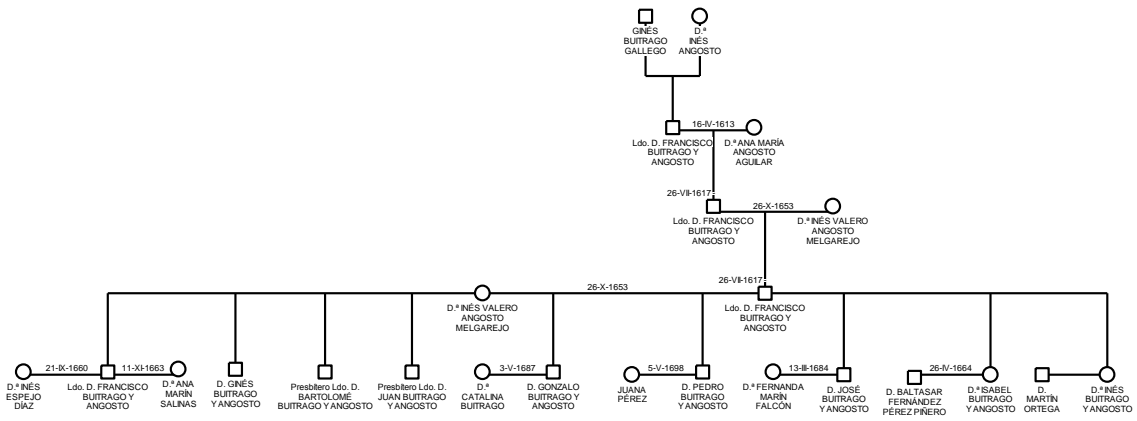 GINÉS
BUITRAGO
GALLEGO
D.ª
INÉS
ANGOSTO
16-IV-1613
Ldo. D. FRANCISCO
BUITRAGO Y
ANGOSTO
D.ª ANA MARÍA
ANGOSTO
AGUILAR
26-VII-1617
26-X-1653
Ldo. D. FRANCISCO
BUITRAGO Y
ANGOSTO
D.ª INÉS VALERO
ANGOSTO
MELGAREJO
26-X-1653
26-VII-1617
D.ª INÉS VALERO
ANGOSTO
MELGAREJO
Ldo. D. FRANCISCO
BUITRAGO Y
ANGOSTO
21-IX-1660
11-XI-1663
3-V-1687
5-V-1698
13-III-1684
26-IV-1664
D.ª INÉS
ESPEJO
DÍAZ
Ldo. D. FRANCISCO
BUITRAGO Y
ANGOSTO
D.ª ANA
MARÍN
SALINAS
D. GINÉS
BUITRAGO
Y ANGOSTO
Presbítero Ldo. D.
BARTOLOMÉ
BUITRAGO Y ANGOSTO
Presbítero Ldo. D.
JUAN BUITRAGO
Y ANGOSTO
D.ª
CATALINA
BUITRAGO
D. GONZALO
BUITRAGO Y
ANGOSTO
JUANA
PÉREZ
D. PEDRO
BUITRAGO
Y ANGOSTO
D.ª FERNANDA
MARÍN
FALCÓN
D. JOSÉ
BUITRAGO
Y ANGOSTO
D. BALTASAR
FERNÁNDEZ
PÉREZ PIÑERO
D.ª ISABEL
BUITRAGO
Y ANGOSTO
D.
MARTÍN
ORTEGA
D.ª INÉS
BUITRAGO
Y ANGOSTO